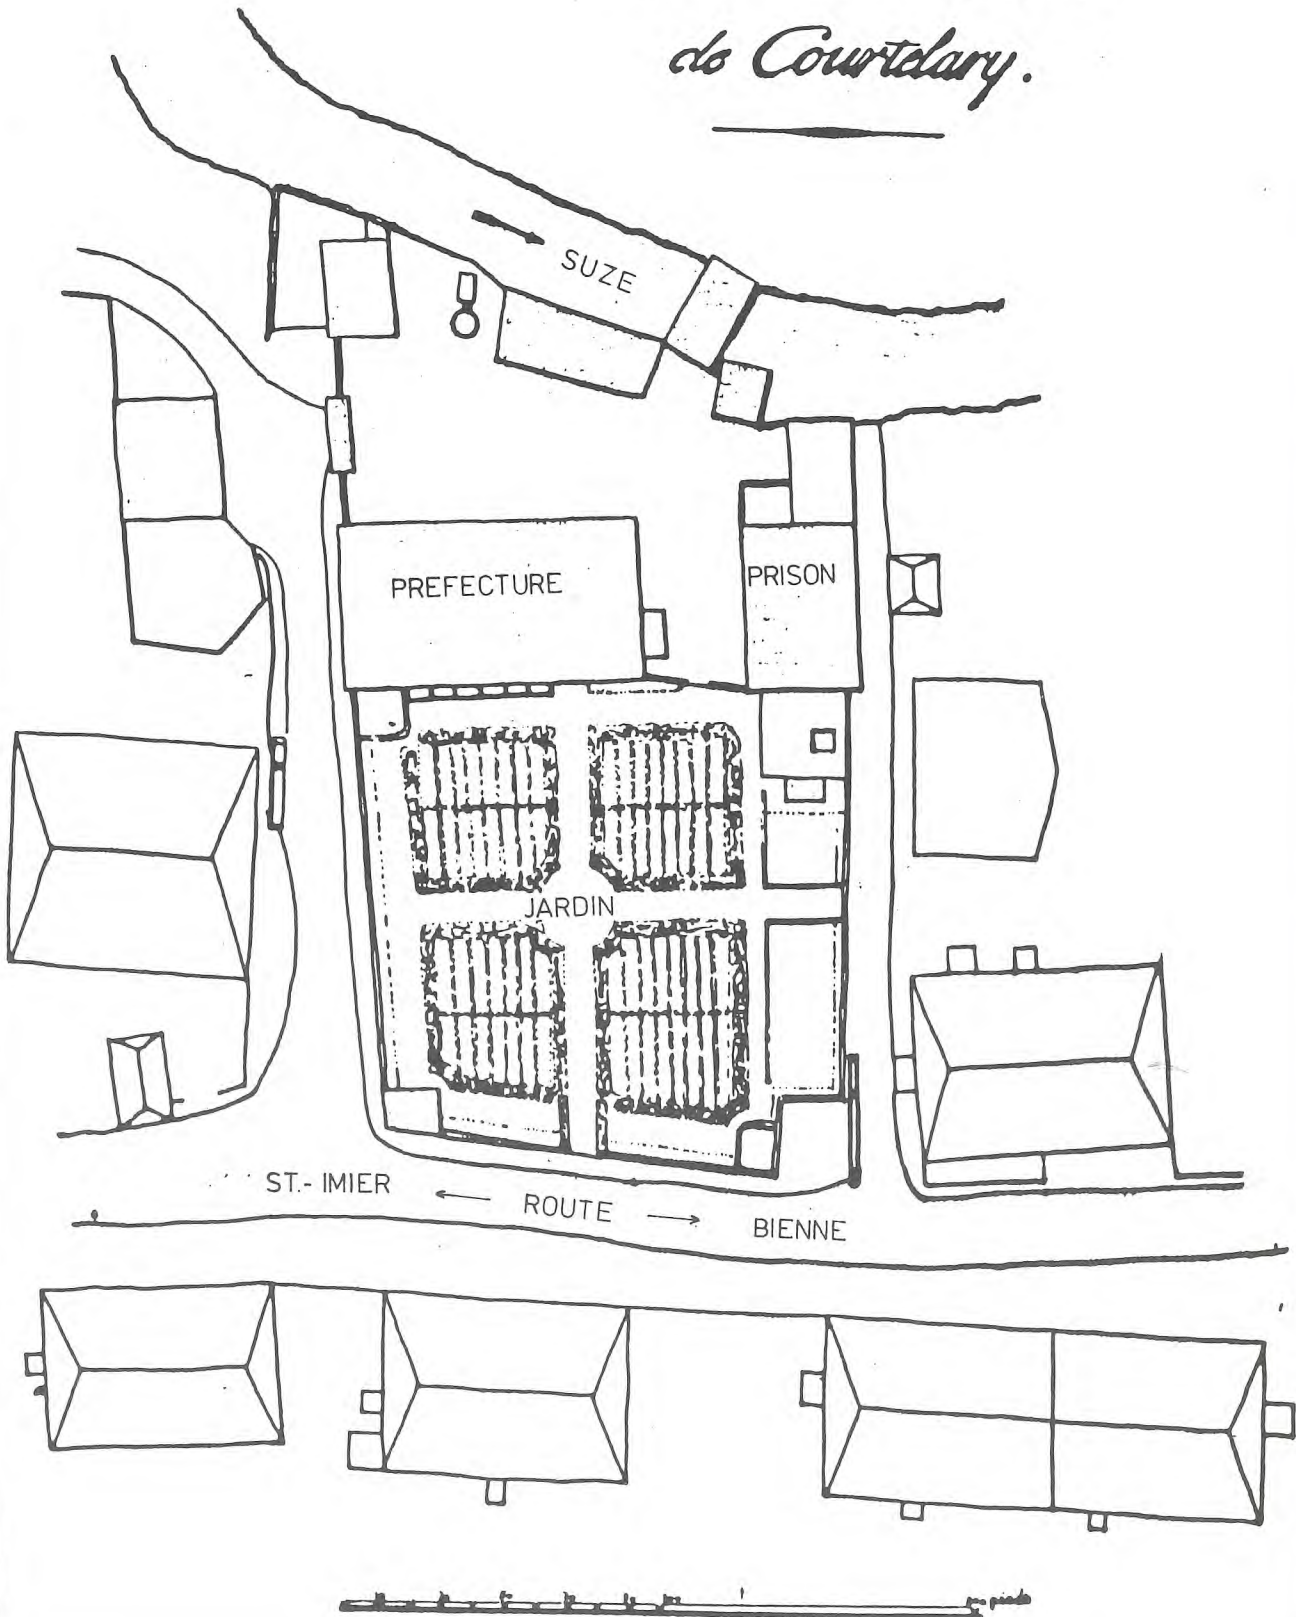 de Courtelary.
SUZE
PREFECTURE
PRISON
JARDIN
ST.- IMIER ← ROUTE → BIENNE